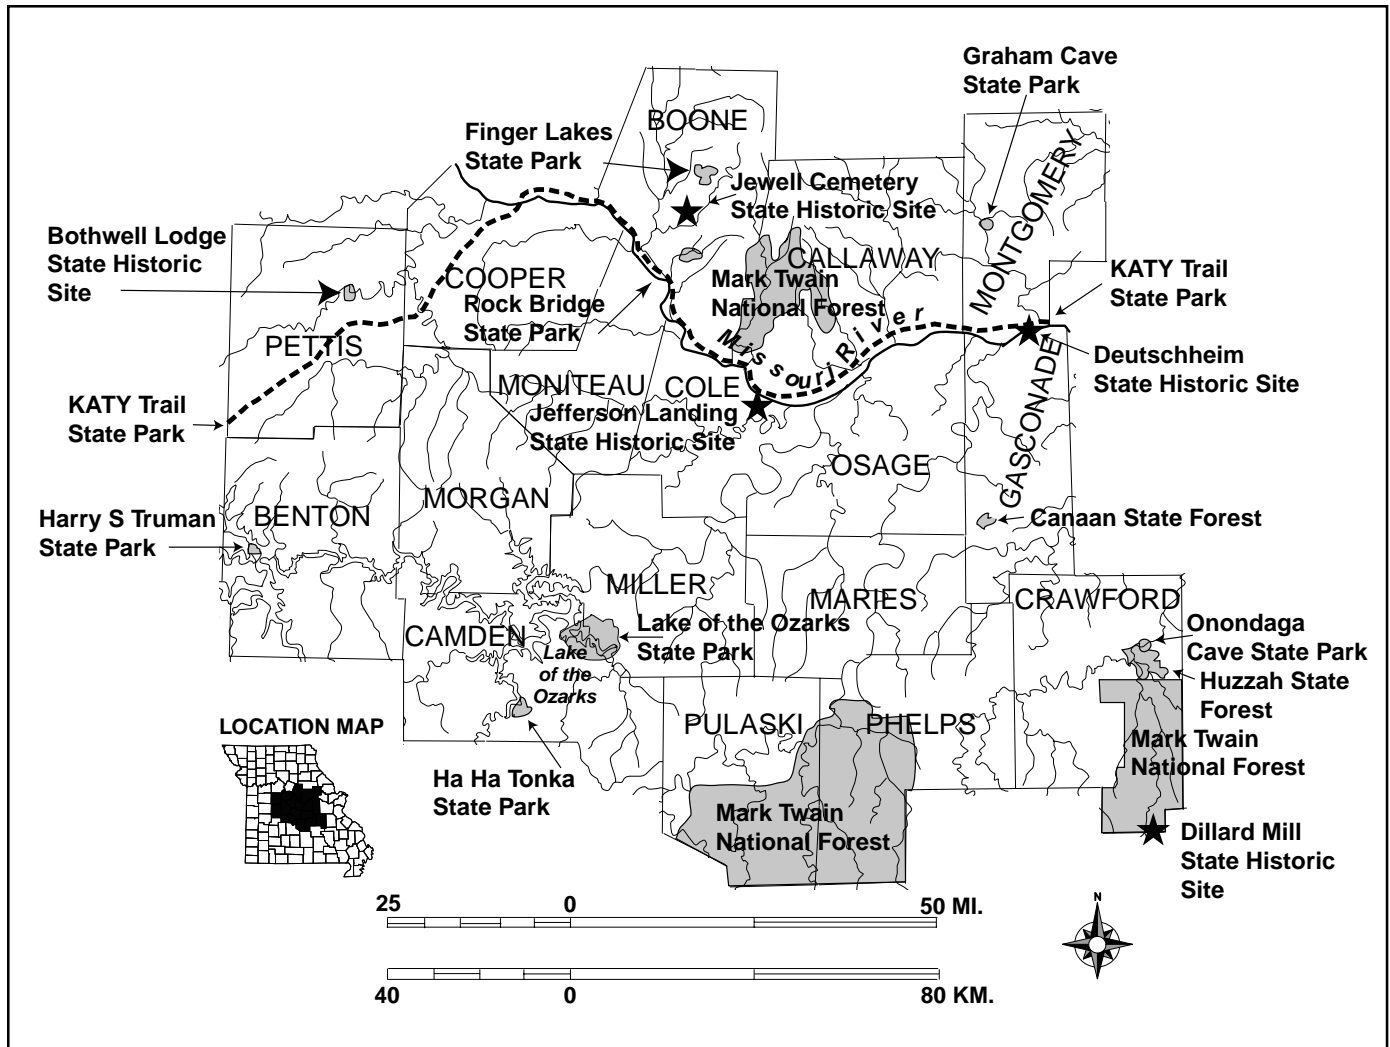 Graham Cave
State Park
BOONE
Finger Lakes
State Park
Jewell Cemetery
State Historic Site
MONTGOMERY
Bothwell Lodge
State Historic
Site
COOPER
CALLAWAY
Rock Bridge
State Park
Mark Twain
National Forest
KATY Trail
State Park
Missouri River
PETTIS
Deutschheim
State Historic Site
MONITEAU
COLE
KATY Trail
State Park
Jefferson Landing
State Historic Site
GASCONADE
OSAGE
MORGAN
BENTON
Harry S Truman
State Park
Canaan State Forest
MILLER
MARIES
CRAWFORD
CAMDEN
Lake of the Ozarks
State Park
Lake
of the
Ozarks
Onondaga
Cave State Park
Huzzah State
Forest
PULASKI
PHELPS
Mark Twain
National Forest
LOCATION MAP
Ha Ha Tonka
State Park
Mark Twain
National Forest
Dillard Mill
State Historic
Site
25 0 50 MI.
N
40 0 80 KM.